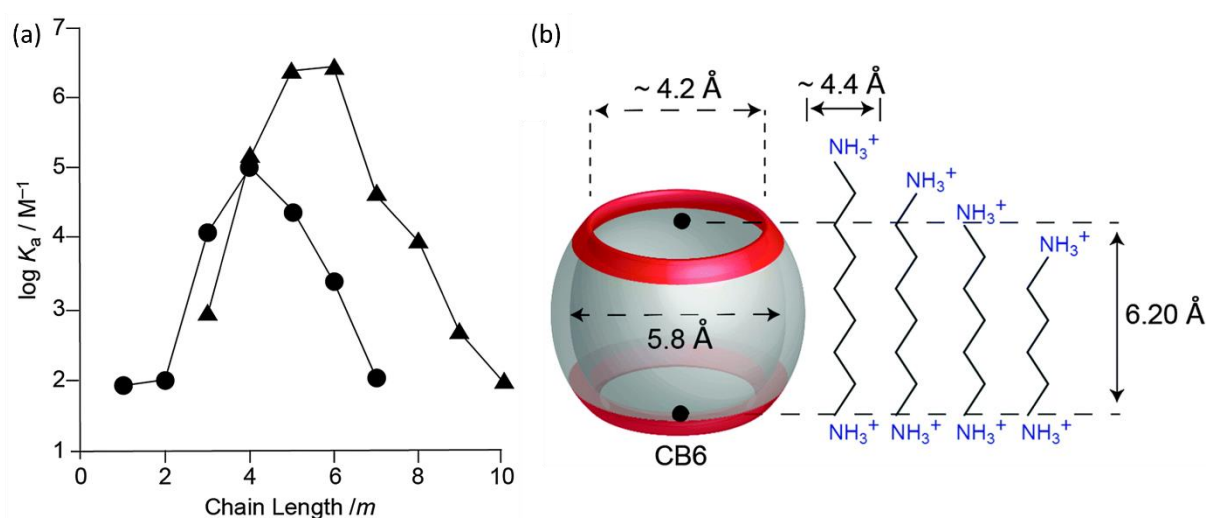 (a)
7
6
5
4
3
2
1
log Kₐ / M⁻¹
0 2 4 6 8 10
Chain Length /m
(b)
~ 4.2 Å
~ 4.4 Å
NH₃⁺
NH₃⁺
NH₃⁺
NH₃⁺
5.8 Å
6.20 Å
NH₃⁺ NH₃⁺ NH₃⁺ NH₃⁺
CB6